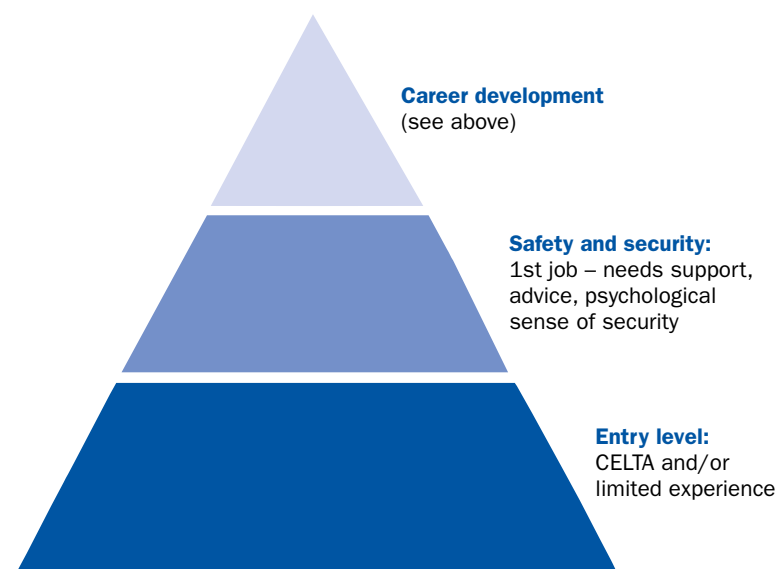 Career development
(see above)
Safety and security:
1st job – needs support,
advice, psychological
sense of security
Entry level:
CELTA and/or
limited experience